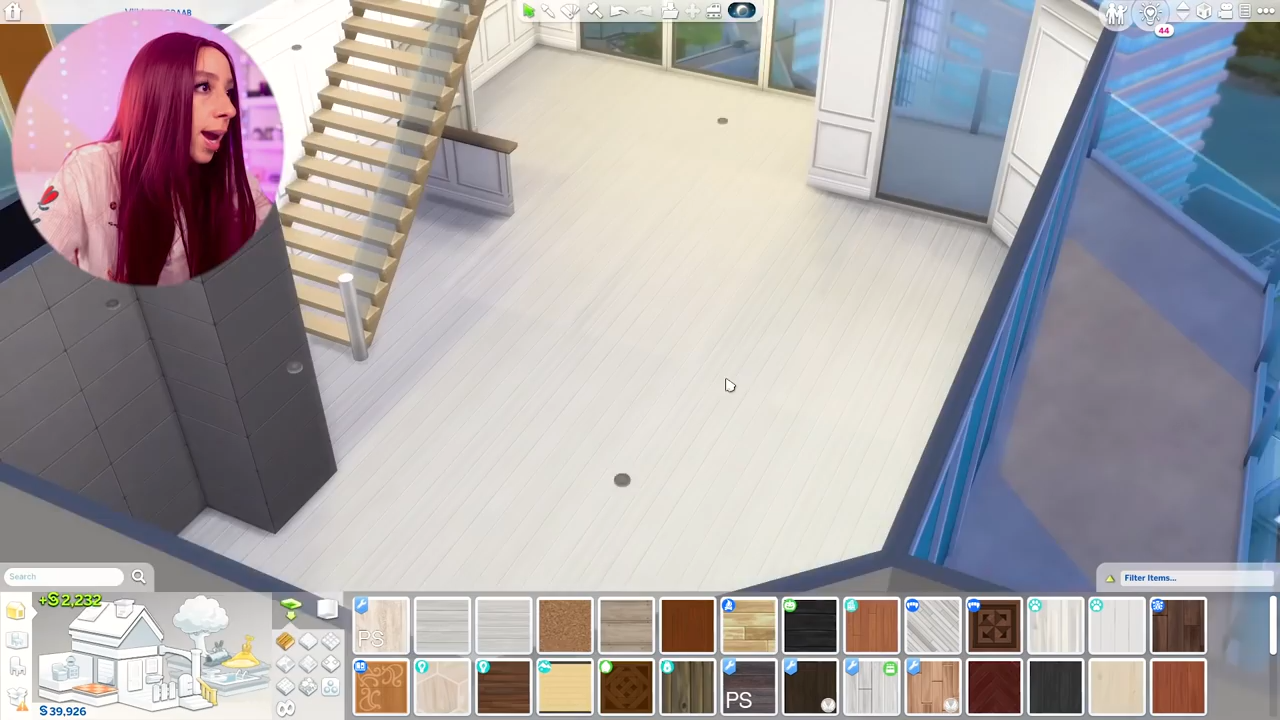 44
Search
Filter Items...
+§2,232
PS
PS
§39,926